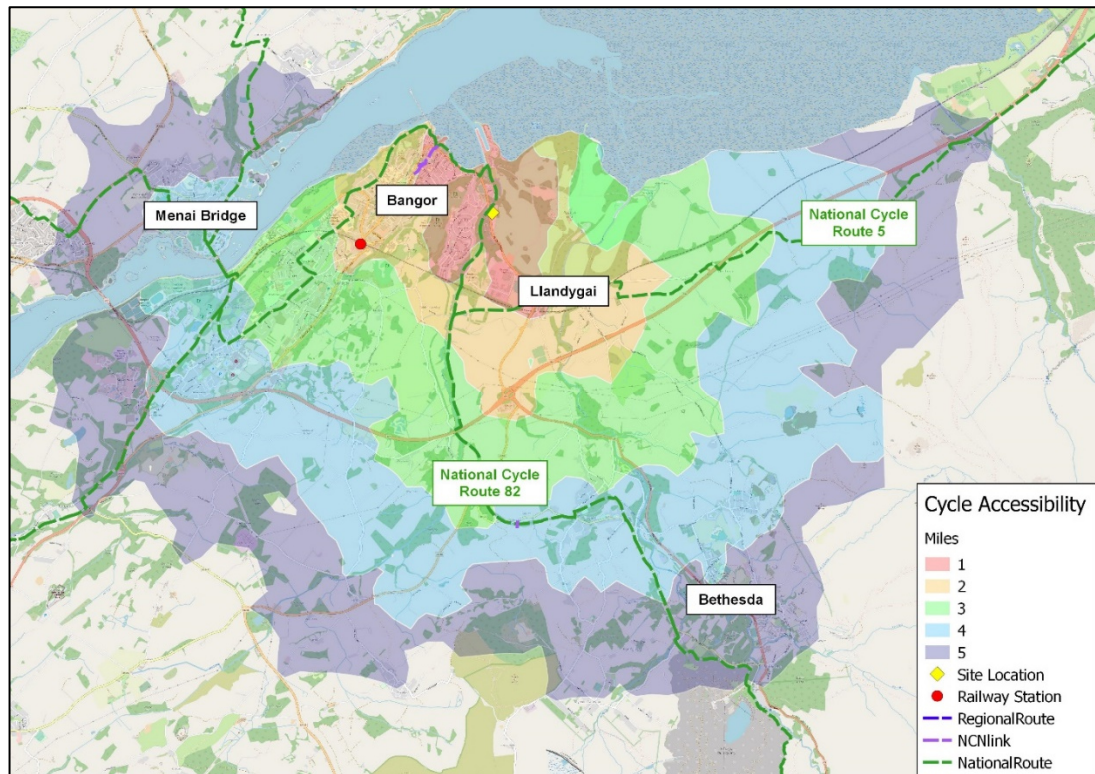 Menai Bridge
Bangor
National Cycle
Route 5
Llandygai
National Cycle
Route 82
Bethesda
Cycle Accessibility
Miles
1
2
3
4
5
Site Location
Railway Station
RegionalRoute
NCNlink
NationalRoute